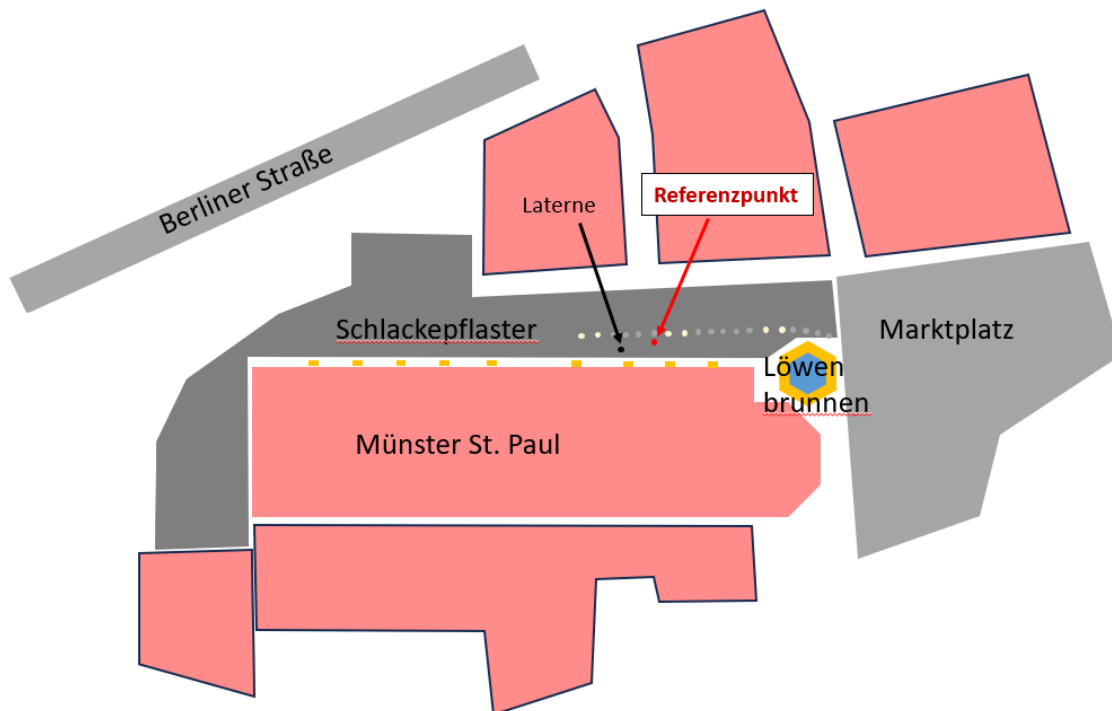 Berliner Straße
Laterne
Referenzpunkt
Schlackepflaster
Marktplatz
Löwen
brunnen
Münster St. Paul